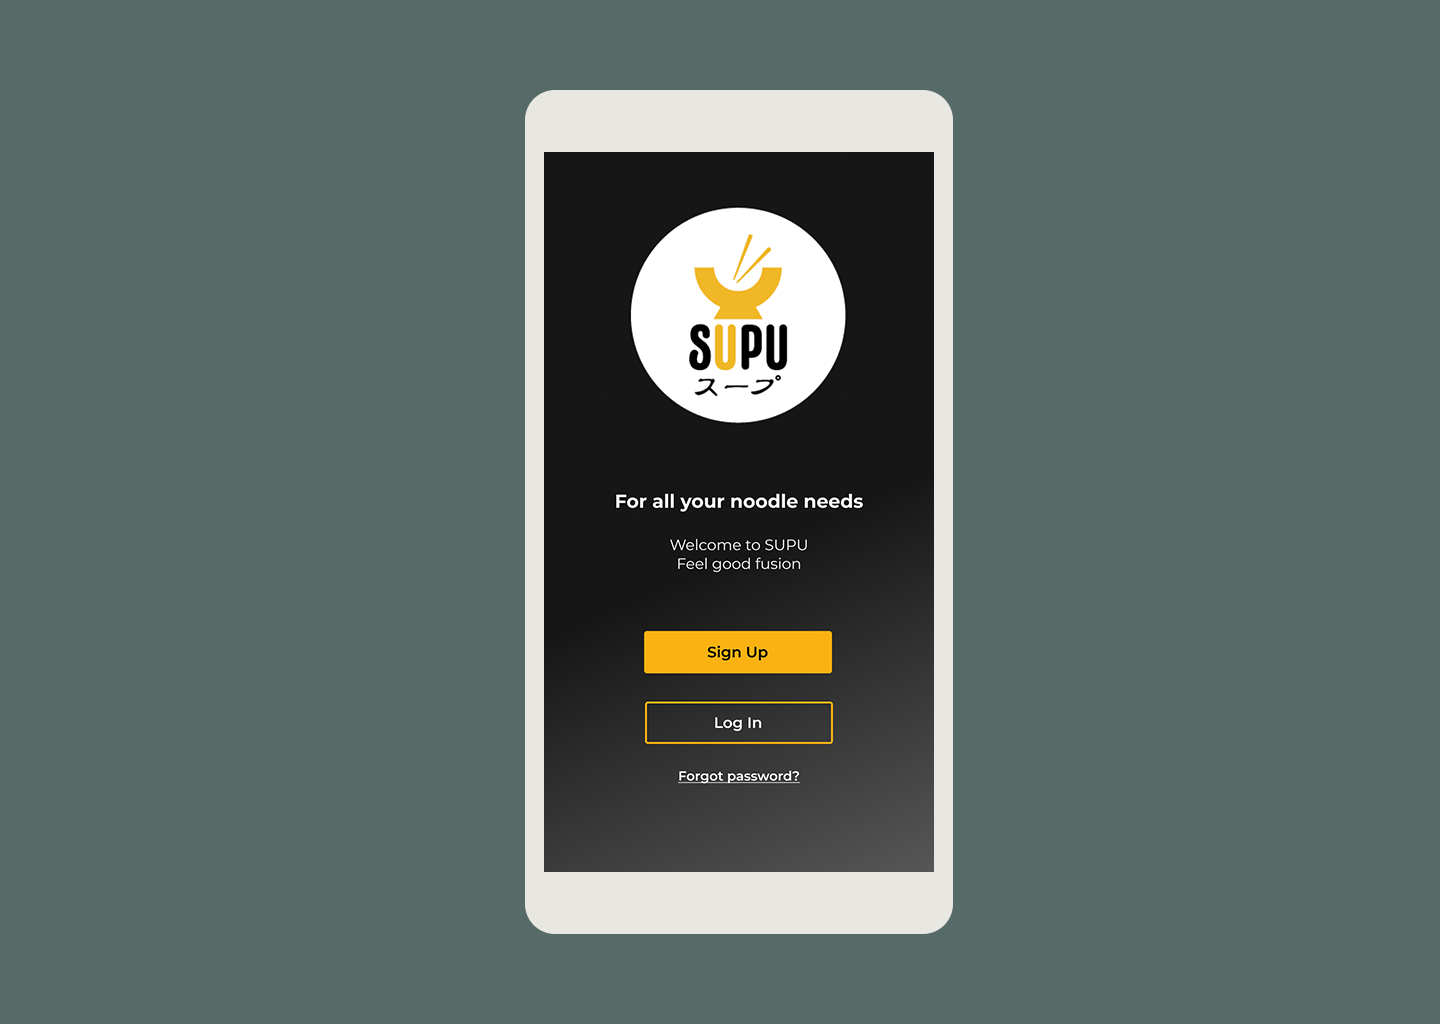 SUPU
スープ
For all your noodle needs
Welcome to SUPU
Feel good fusion
Sign Up
Log In
Forgot password?